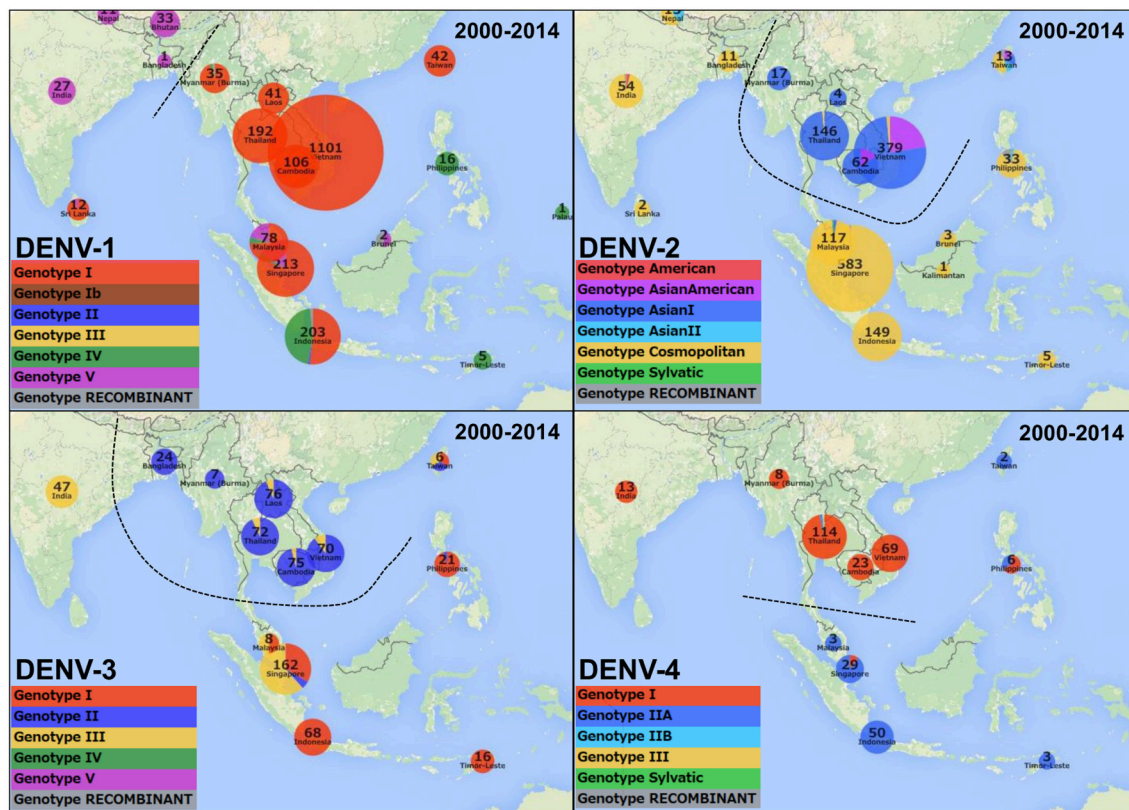 11
Nepal
33
Bhutan
2000-2014
1
Bangladesh
42
Taiwan
35
Myanmar (Burma)
27
India
41
Laos
192
Thailand
1101
Vietnam
106
Cambodia
16
Philippines
12
Sri Lanka
1
Palau
78
Malaysia
2
Brunei
213
Singapore
203
Indonesia
5
Timor-Leste
DENV-1
Genotype I
Genotype Ib
Genotype II
Genotype III
Genotype IV
Genotype V
Genotype RECOMBINANT
Nepal
2000-2014
11
Bangladesh
13
Taiwan
17
Myanmar (Burma)
54
India
4
Laos
146
Thailand
379
Vietnam
62
Cambodia
33
Philippines
2
Sri Lanka
117
Malaysia
583
Singapore
3
Brunei
1
Kalimantan
149
Indonesia
5
Timor-Leste
DENV-2
Genotype American
Genotype AsianAmerican
Genotype AsianI
Genotype AsianII
Genotype Cosmopolitan
Genotype Sylvatic
Genotype RECOMBINANT
2000-2014
24
Bangladesh
6
Taiwan
7
Myanmar (Burma)
47
India
76
Laos
72
Thailand
70
Vietnam
75
Cambodia
21
Philippines
8
Malaysia
162
Singapore
68
Indonesia
16
Timor-Leste
DENV-3
Genotype I
Genotype II
Genotype III
Genotype IV
Genotype V
Genotype RECOMBINANT
2000-2014
2
Taiwan
8
Myanmar (Burma)
13
India
114
Thailand
69
Vietnam
23
Cambodia
6
Philippines
3
Malaysia
29
Singapore
50
Indonesia
3
Timor-Leste
DENV-4
Genotype I
Genotype IIA
Genotype IIB
Genotype III
Genotype Sylvatic
Genotype RECOMBINANT